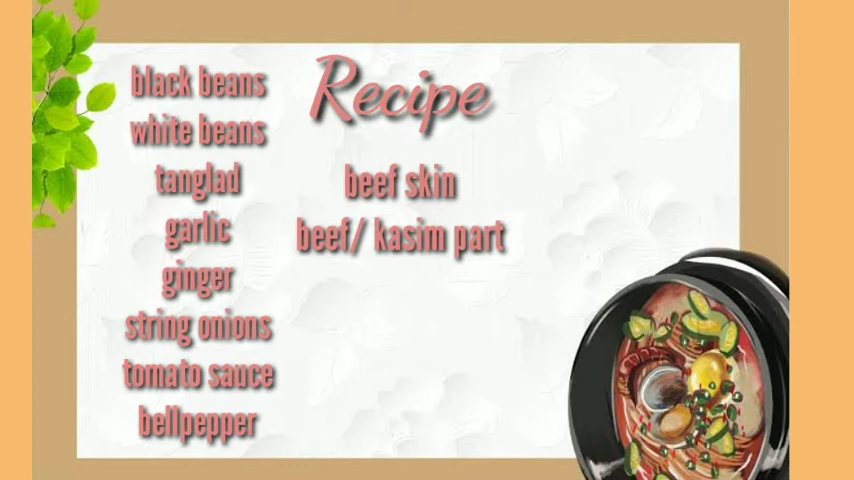 Recipe
black beans
white beans
tanglad
garlic
ginger
string onions
tomato sauce
bellpepper
beef skin
beef/ kasim part